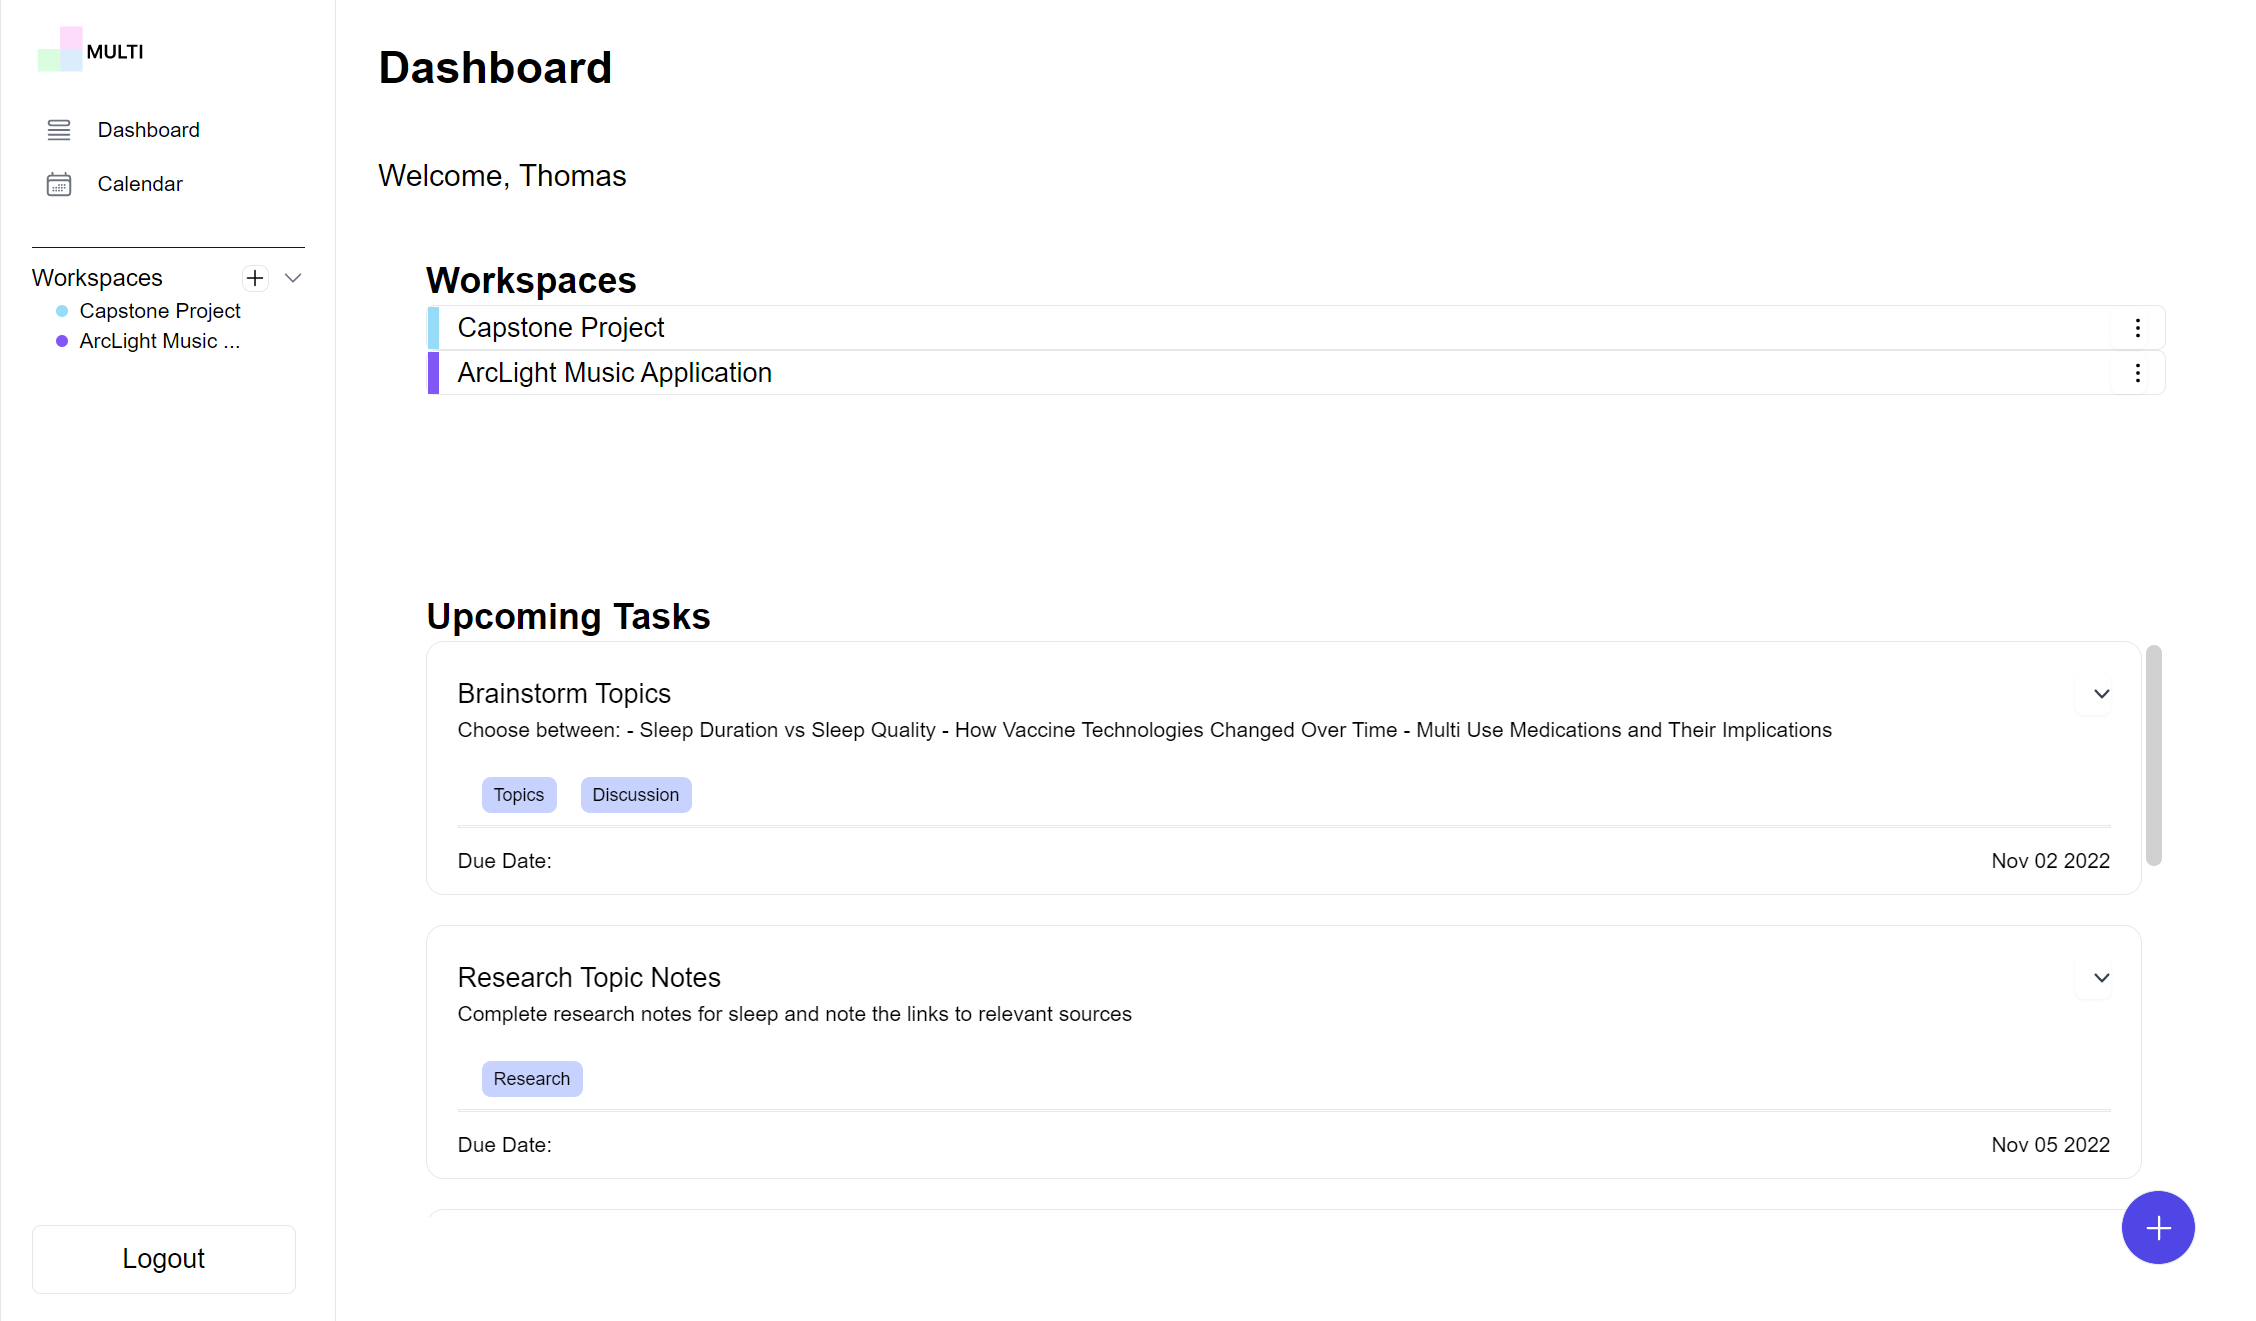 MULTI
Dashboard
Calendar
Workspaces
Capstone Project
ArcLight Music ...
Logout
Dashboard
Welcome, Thomas
Workspaces
Capstone Project
ArcLight Music Application
Upcoming Tasks
Brainstorm Topics
Choose between: - Sleep Duration vs Sleep Quality - How Vaccine Technologies Changed Over Time - Multi Use Medications and Their Implications
Topics Discussion
Due Date: Nov 02 2022
Research Topic Notes
Complete research notes for sleep and note the links to relevant sources
Research
Due Date: Nov 05 2022